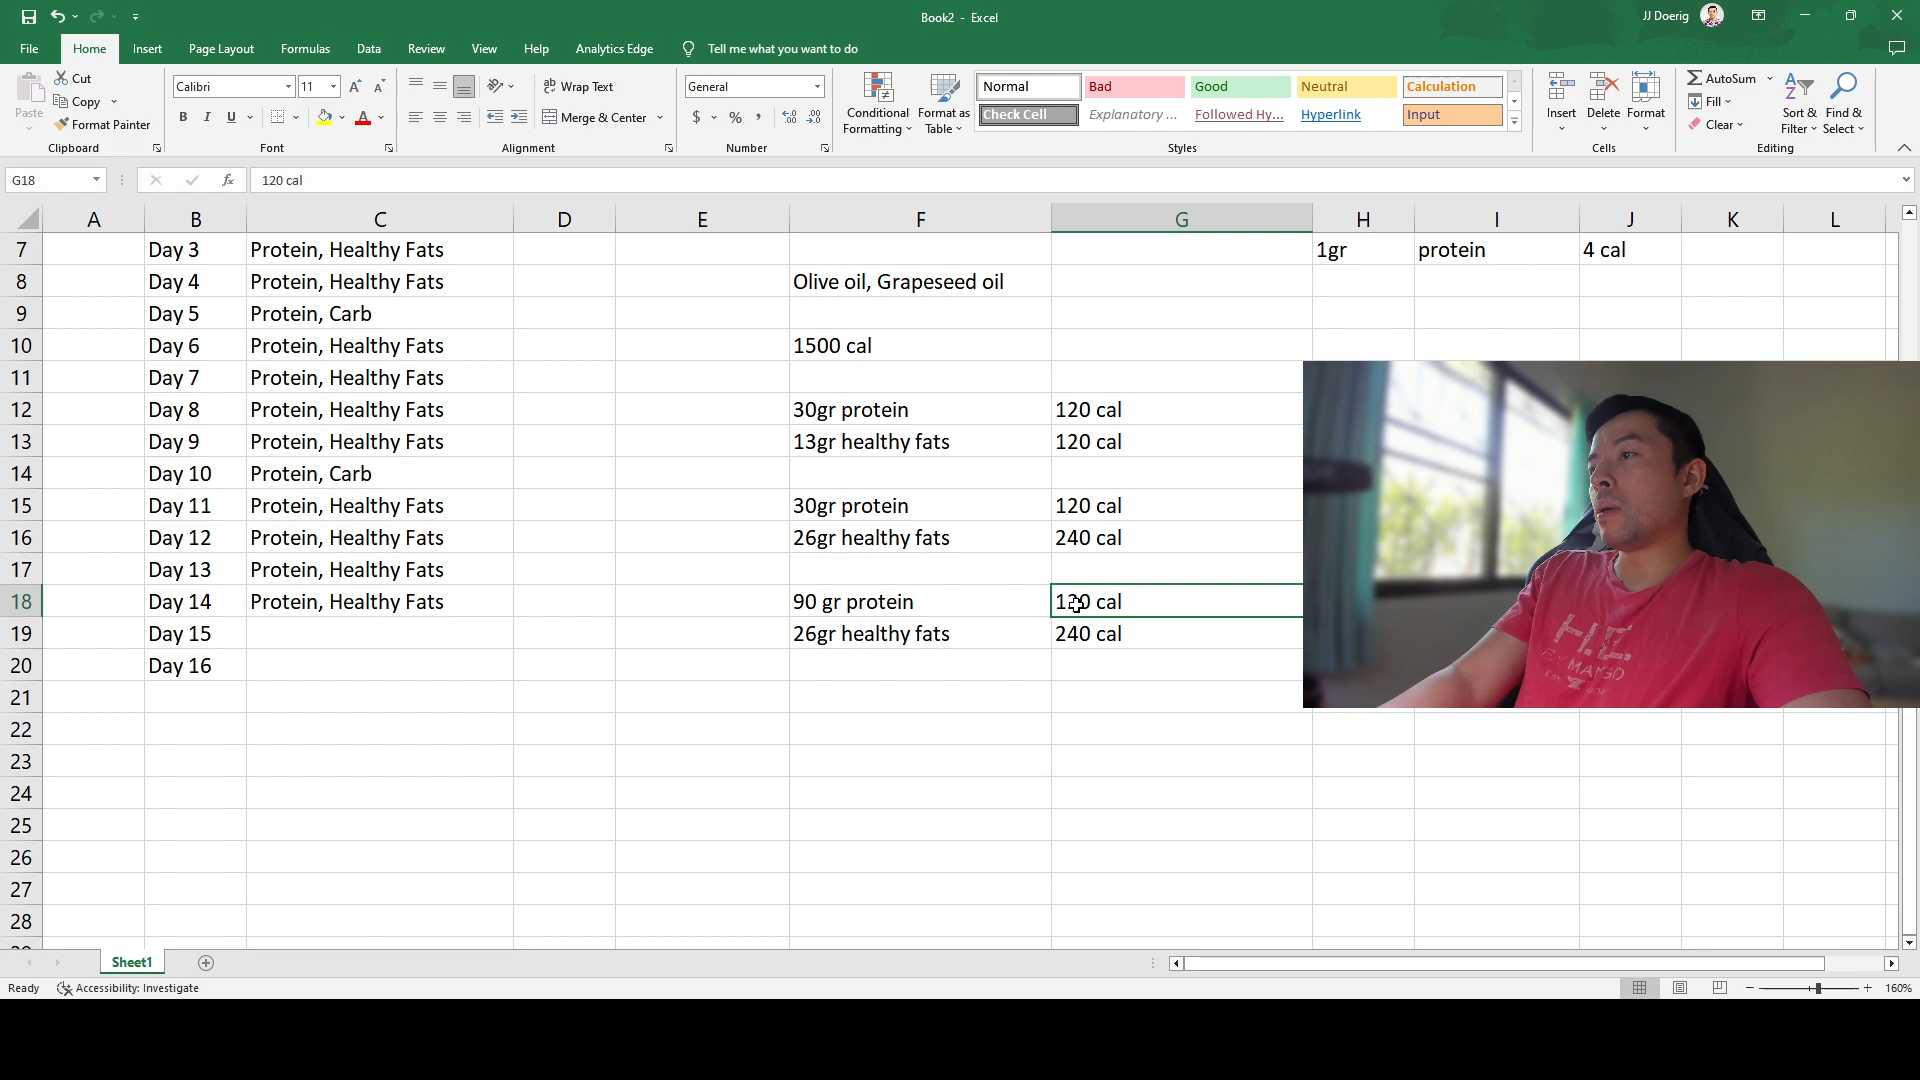 Book2 - Excel
JJ Doerig
File Home Insert Page Layout Formulas Data Review View Help Analytics Edge Tell me what you want to do
Paste
Cut
Copy
Format Painter
Clipboard
Calibri 11
B I U
Font
Wrap Text
Merge & Center
Alignment
General
$ % ,
Number
Conditional Formatting
Format as Table
Normal Bad Good Neutral Calculation
Check Cell Explanatory ... Followed Hy... Hyperlink Input
Styles
Insert Delete Format
Cells
AutoSum
Fill
Clear
Sort & Filter
Find & Select
Editing
G18 fx 120 cal
A B C D E F G H I J K L
7 Day 3 Protein, Healthy Fats 1gr protein 4 cal
8 Day 4 Protein, Healthy Fats Olive oil, Grapeseed oil
9 Day 5 Protein, Carb
10 Day 6 Protein, Healthy Fats 1500 cal
11 Day 7 Protein, Healthy Fats
12 Day 8 Protein, Healthy Fats 30gr protein 120 cal
13 Day 9 Protein, Healthy Fats 13gr healthy fats 120 cal
14 Day 10 Protein, Carb
15 Day 11 Protein, Healthy Fats 30gr protein 120 cal
16 Day 12 Protein, Healthy Fats 26gr healthy fats 240 cal
17 Day 13 Protein, Healthy Fats
18 Day 14 Protein, Healthy Fats 90 gr protein 120 cal
19 Day 15 26gr healthy fats 240 cal
20 Day 16
21
22
23
24
25
26
27
28
H.E.
BY MANGO
Sheet1
Ready Accessibility: Investigate 160%